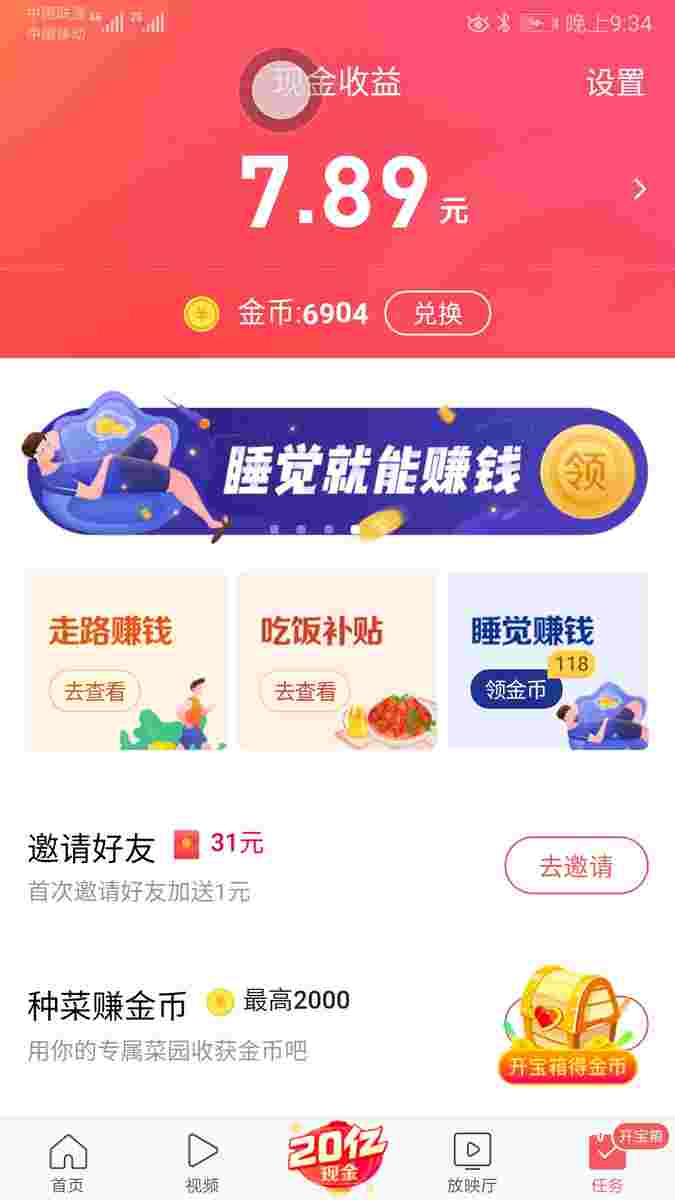 中国联通 4G 2G 晚上9:34
中国移动
现金收益 设置
7.89元
金币:6904 兑换
睡觉就能赚钱 领
走路赚钱 吃饭补贴 睡觉赚钱
118
去查看 去查看 领金币
邀请好友 31元
去邀请
首次邀请好友加送1元
种菜赚金币 最高2000
用你的专属菜园收获金币吧
开宝箱得金币
20亿
现金
开宝箱
首页 视频 放映厅 任务